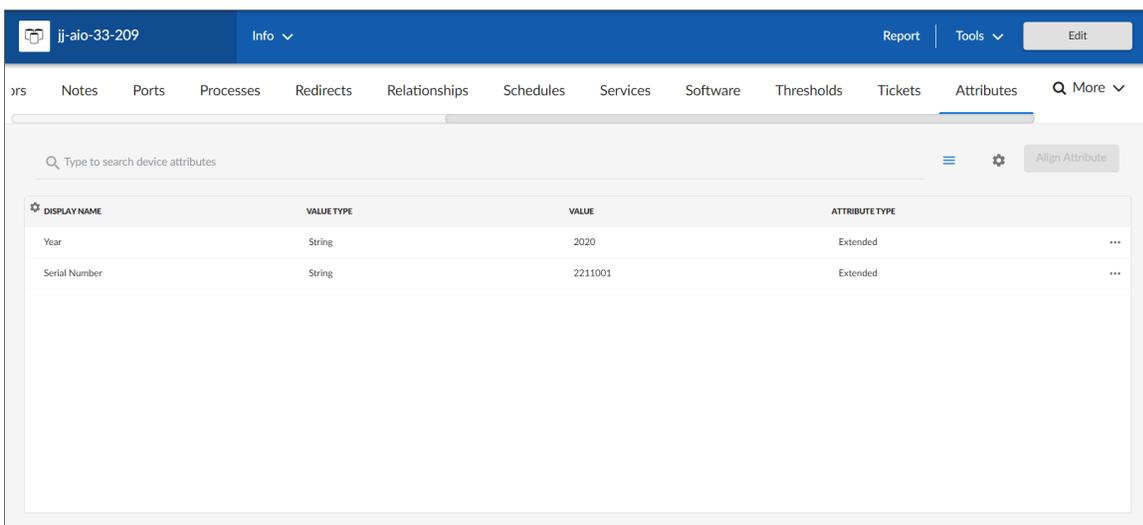 jj-aio-33-209 Info Report Tools Edit
ors Notes Ports Processes Redirects Relationships Schedules Services Software Thresholds Tickets Attributes More
Type to search device attributes Align Attribute
DISPLAY NAME VALUE TYPE VALUE ATTRIBUTE TYPE
Year String 2020 Extended ...
Serial Number String 2211001 Extended ...